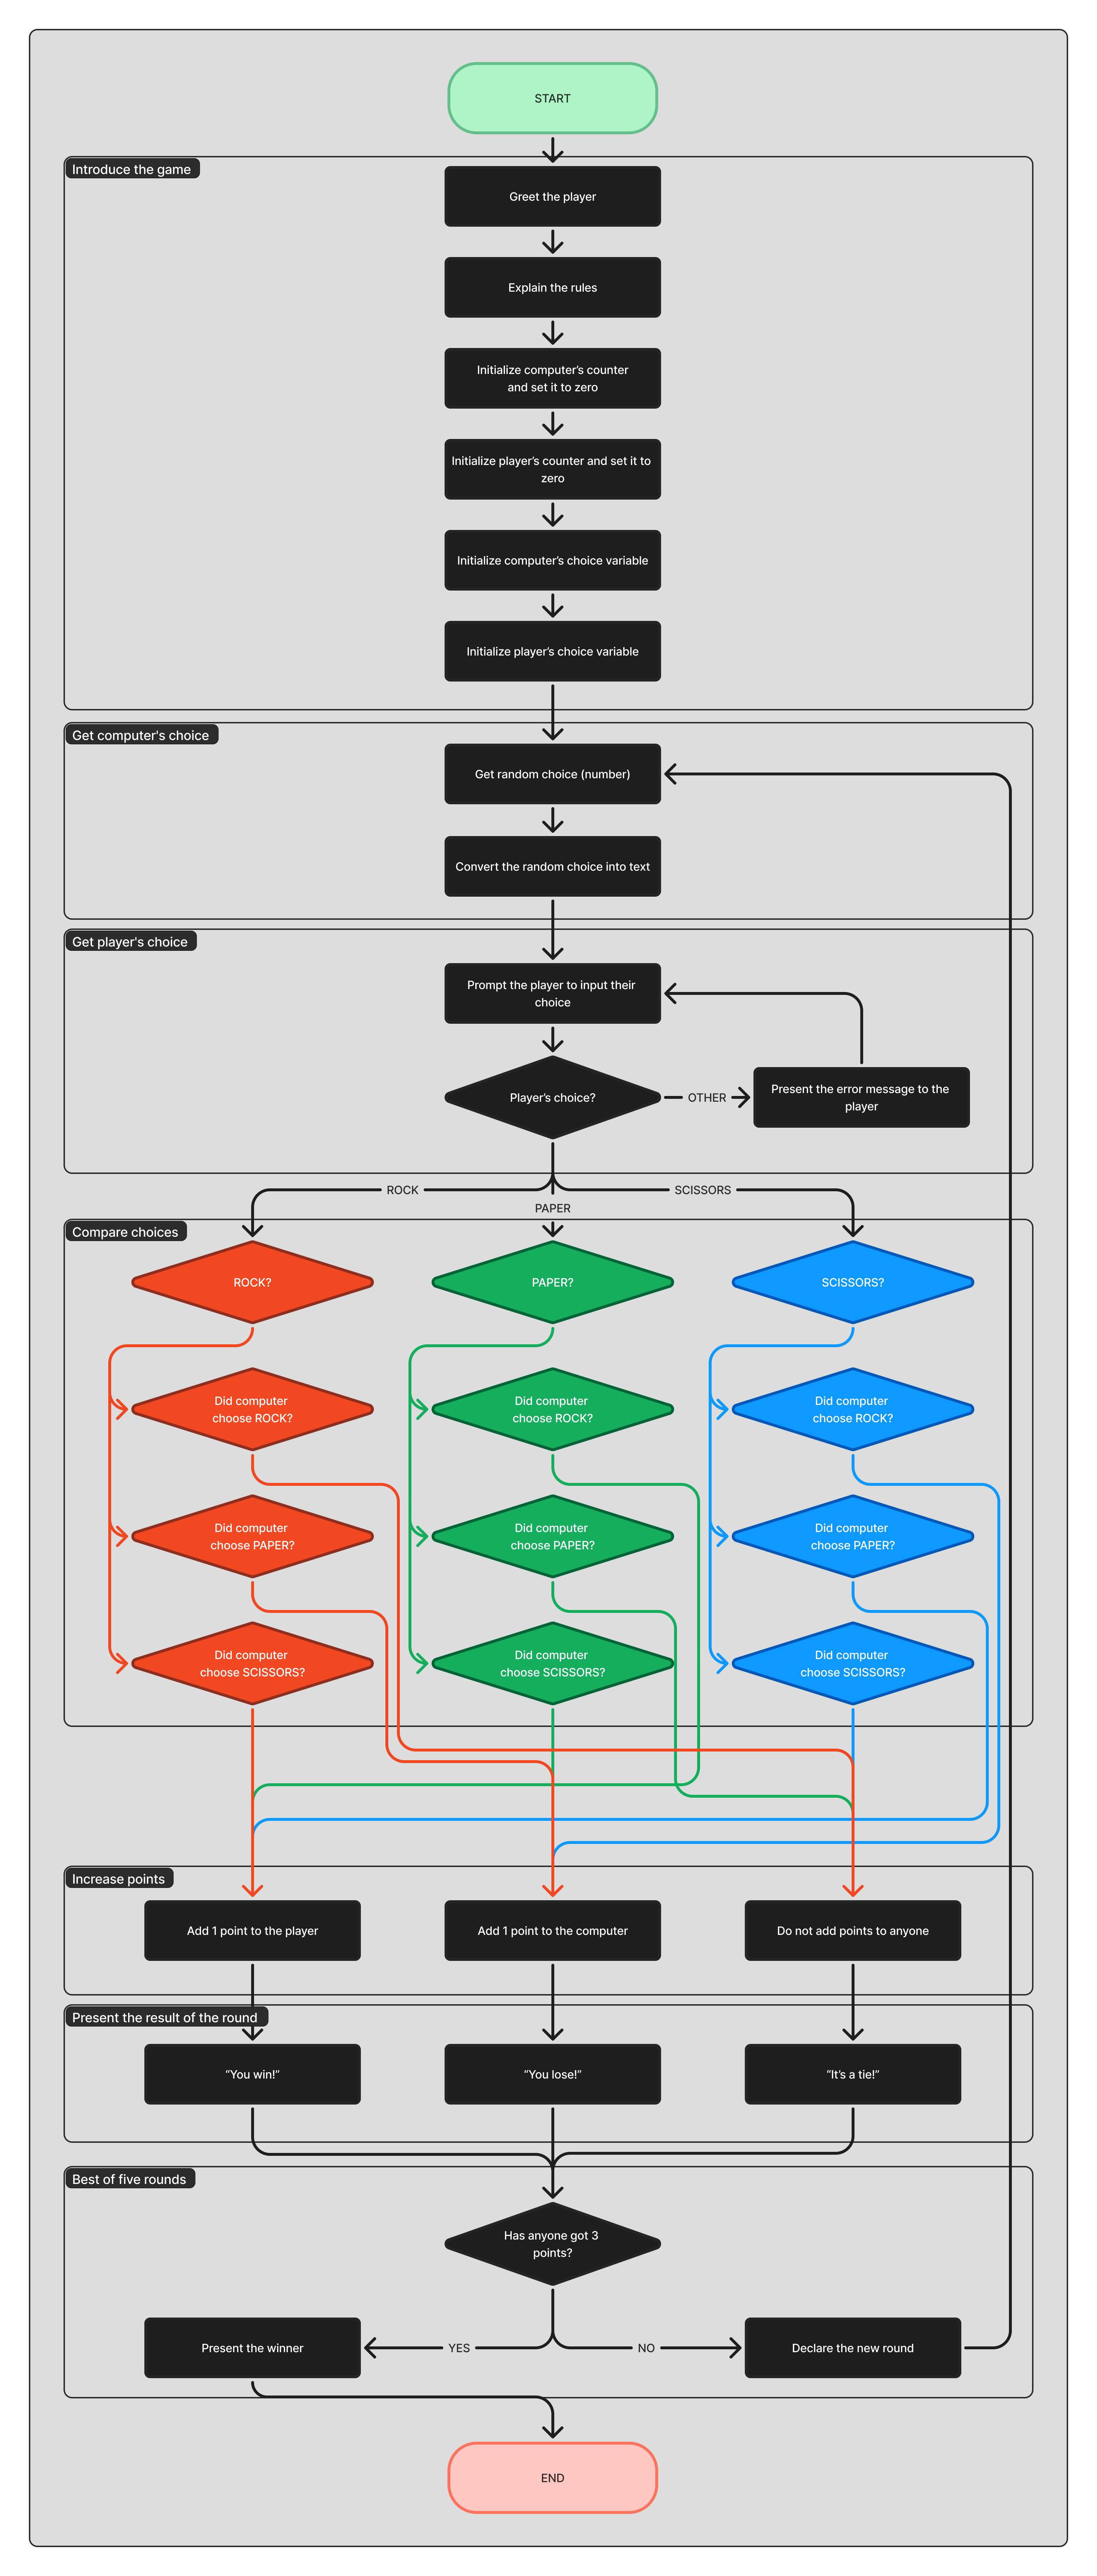 START
Introduce the game
Greet the player
Explain the rules
Initialize computer’s counter
and set it to zero
Initialize player’s counter and set it to
zero
Initialize computer’s choice variable
Initialize player’s choice variable
Get computer's choice
Get random choice (number)
Convert the random choice into text
Get player's choice
Prompt the player to input their
choice
Player’s choice?
OTHER
Present the error message to the
player
ROCK
PAPER
SCISSORS
Compare choices
ROCK?
PAPER?
SCISSORS?
Did computer
choose ROCK?
Did computer
choose ROCK?
Did computer
choose ROCK?
Did computer
choose PAPER?
Did computer
choose PAPER?
Did computer
choose PAPER?
Did computer
choose SCISSORS?
Did computer
choose SCISSORS?
Did computer
choose SCISSORS?
Increase points
Add 1 point to the player
Add 1 point to the computer
Do not add points to anyone
Present the result of the round
“You win!”
“You lose!”
“It’s a tie!”
Best of five rounds
Has anyone got 3
points?
Present the winner
YES
NO
Declare the new round
END